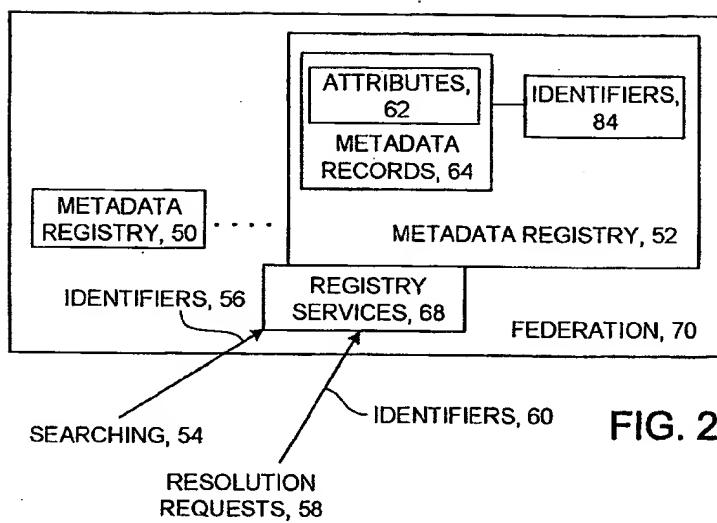 ATTRIBUTES,
62
IDENTIFIERS,
84
METADATA
RECORDS, 64
METADATA
REGISTRY, 50
. . . .
METADATA REGISTRY, 52
IDENTIFIERS, 56
REGISTRY
SERVICES, 68
FEDERATION, 70
SEARCHING, 54
IDENTIFIERS, 60
FIG. 2
RESOLUTION
REQUESTS, 58